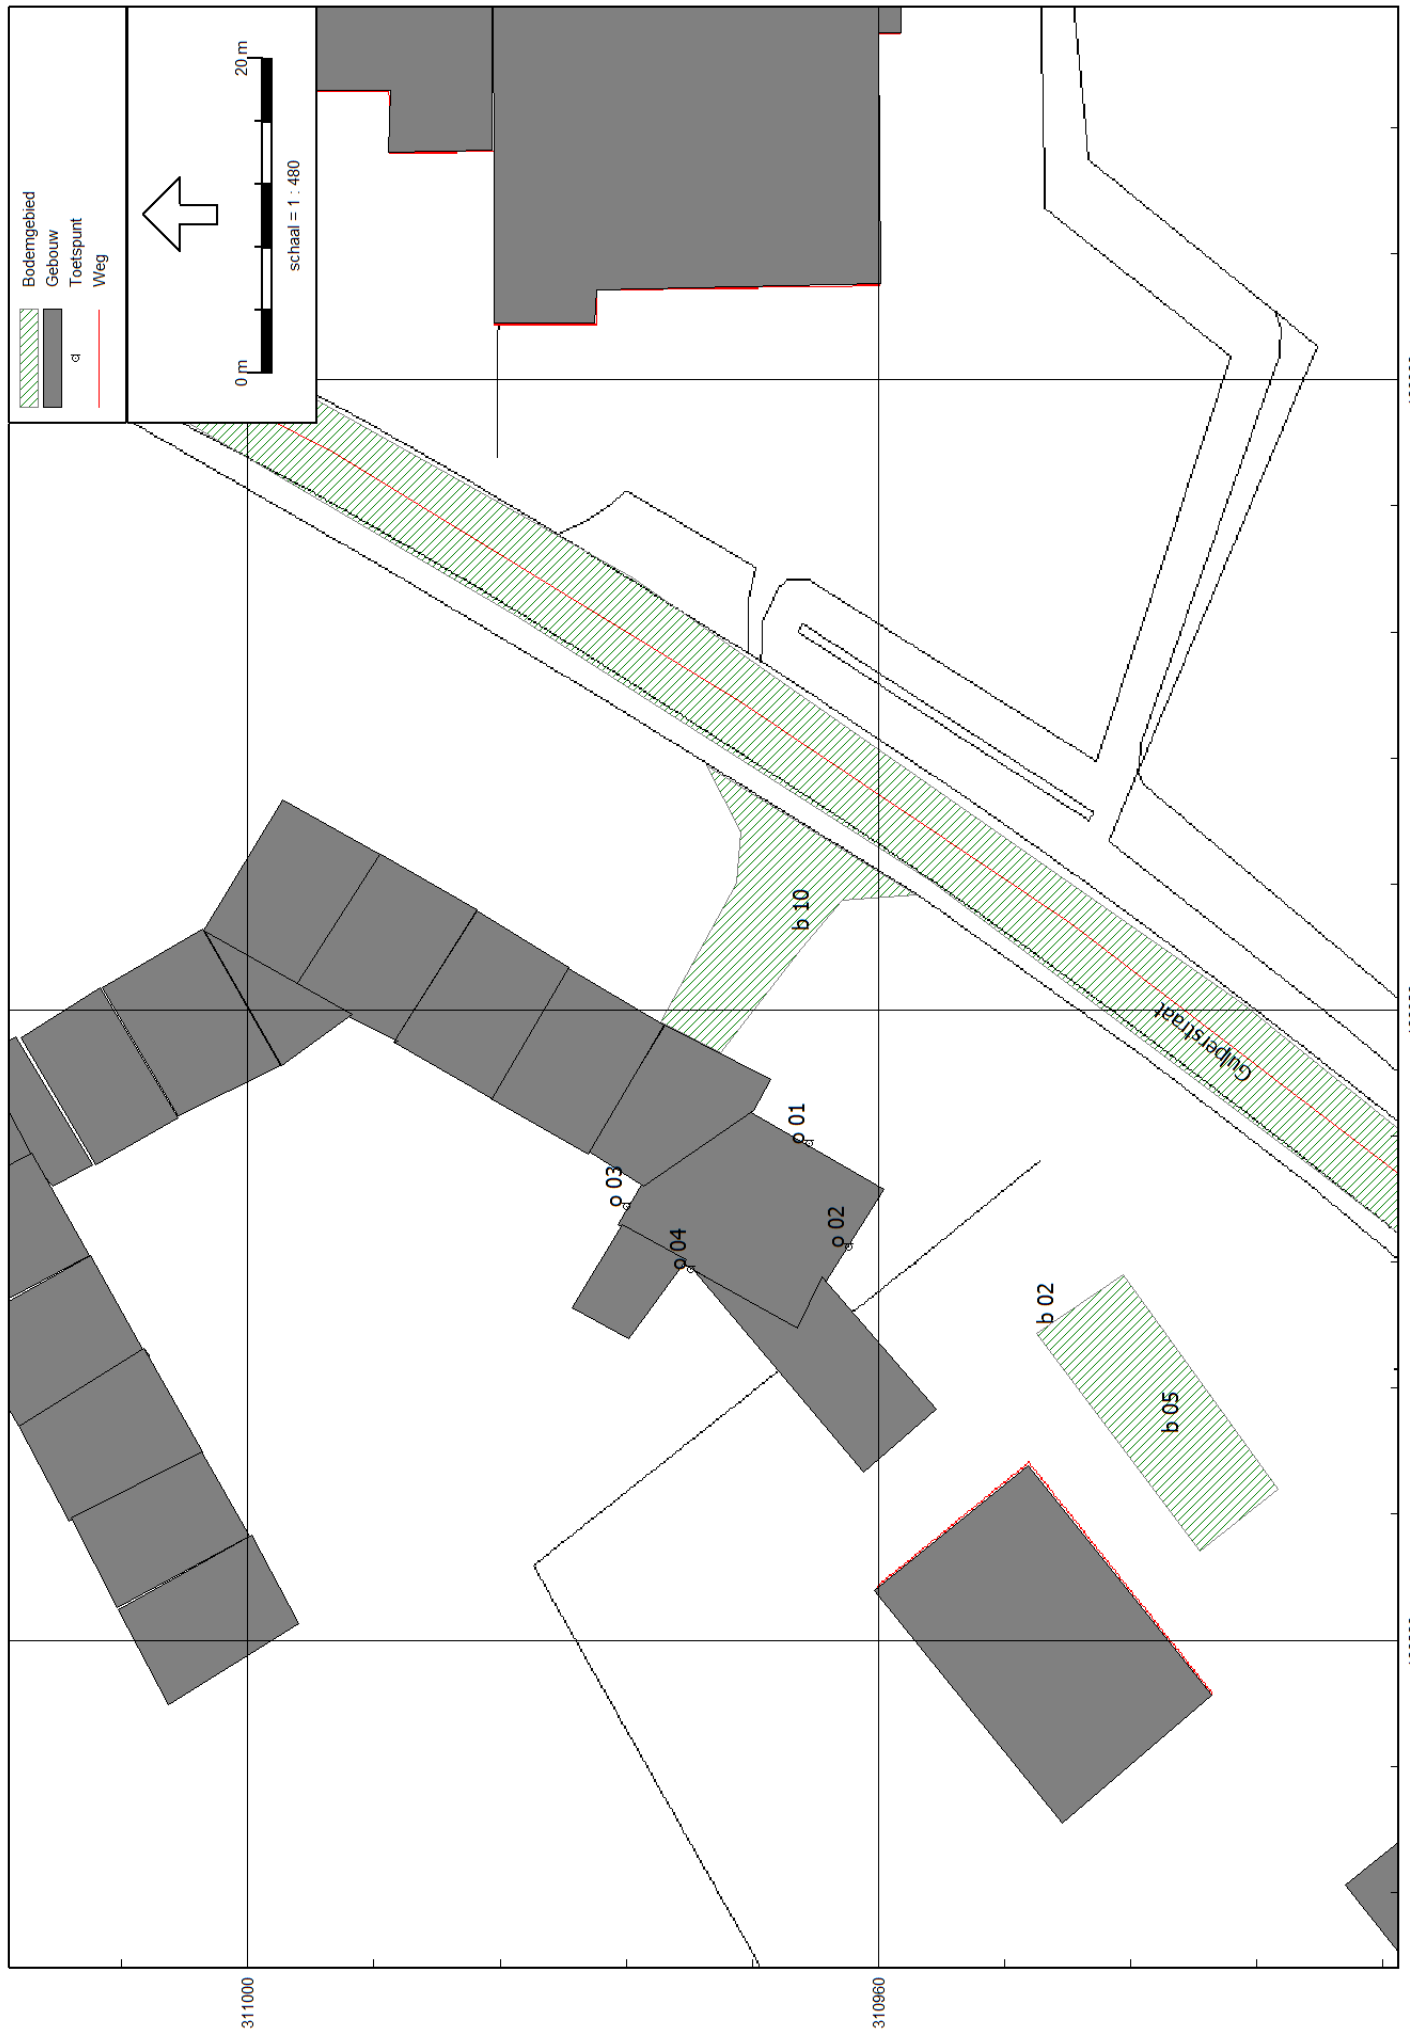 Bodemgebied
Gebouw
Toetspunt
Weg
0 m
20 m
schaal = 1 : 480
b 10
Gulperstraat
o 01
o 03
o 02
o 04
b 02
b 05
311000
310960